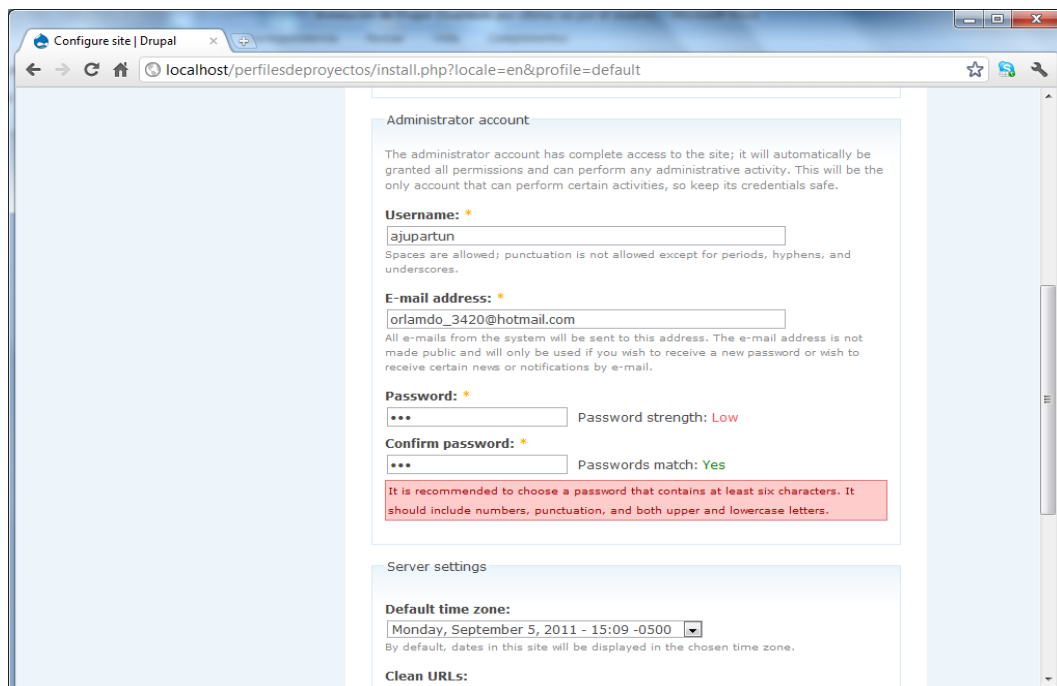 Configure site | Drupal
localhost/perfilesdeproyectos/install.php?locale=en&profile=default
Administrator account
The administrator account has complete access to the site; it will automatically be
granted all permissions and can perform any administrative activity. This will be the
only account that can perform certain activities, so keep its credentials safe.
Username: *
ajupartun
Spaces are allowed; punctuation is not allowed except for periods, hyphens, and
underscores.
E-mail address: *
orlamdo_3420@hotmail.com
All e-mails from the system will be sent to this address. The e-mail address is not
made public and will only be used if you wish to receive a new password or wish to
receive certain news or notifications by e-mail.
Password: *
••• Password strength: Low
Confirm password: *
••• Passwords match: Yes
It is recommended to choose a password that contains at least six characters. It
should include numbers, punctuation, and both upper and lowercase letters.
Server settings
Default time zone:
Monday, September 5, 2011 - 15:09 -0500
By default, dates in this site will be displayed in the chosen time zone.
Clean URLs: